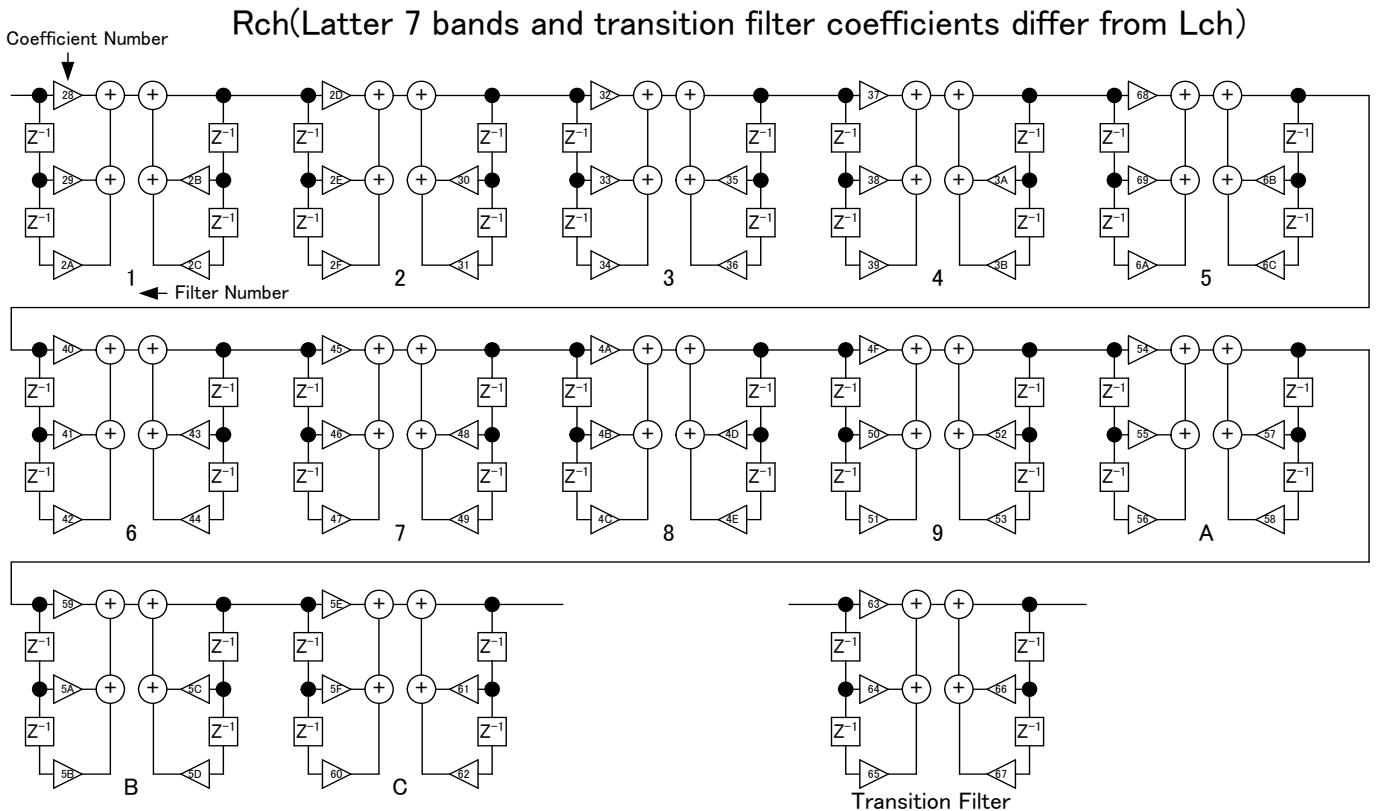 Rch(Latter 7 bands and transition filter coefficients differ from Lch)
Coefficient Number
28 + + 2D + + 32 + + 37 + + 68 + +
Z⁻¹ Z⁻¹ Z⁻¹ Z⁻¹ Z⁻¹ Z⁻¹ Z⁻¹ Z⁻¹ Z⁻¹ Z⁻¹
29 + + 2B 2E + + 30 33 + + 35 38 + + 3A 69 + + 6B
Z⁻¹ Z⁻¹ Z⁻¹ Z⁻¹ Z⁻¹ Z⁻¹ Z⁻¹ Z⁻¹ Z⁻¹ Z⁻¹
2A 2C 2F 31 34 36 39 3B 6A 6C
1 2 3 4 5
Filter Number
40 + + 45 + + 4A + + 4F + + 54 + +
Z⁻¹ Z⁻¹ Z⁻¹ Z⁻¹ Z⁻¹ Z⁻¹ Z⁻¹ Z⁻¹ Z⁻¹ Z⁻¹
41 + + 43 46 + + 48 4B + + 4D 50 + + 52 55 + + 57
Z⁻¹ Z⁻¹ Z⁻¹ Z⁻¹ Z⁻¹ Z⁻¹ Z⁻¹ Z⁻¹ Z⁻¹ Z⁻¹
42 44 47 49 4C 4E 51 53 56 58
6 7 8 9 A
59 + + 5E + + 63 + +
Z⁻¹ Z⁻¹ Z⁻¹ Z⁻¹ Z⁻¹ Z⁻¹
5A + + 5C 5F + + 61 64 + + 66
Z⁻¹ Z⁻¹ Z⁻¹ Z⁻¹ Z⁻¹ Z⁻¹
5B 5D 60 62 65 67
B C Transition Filter